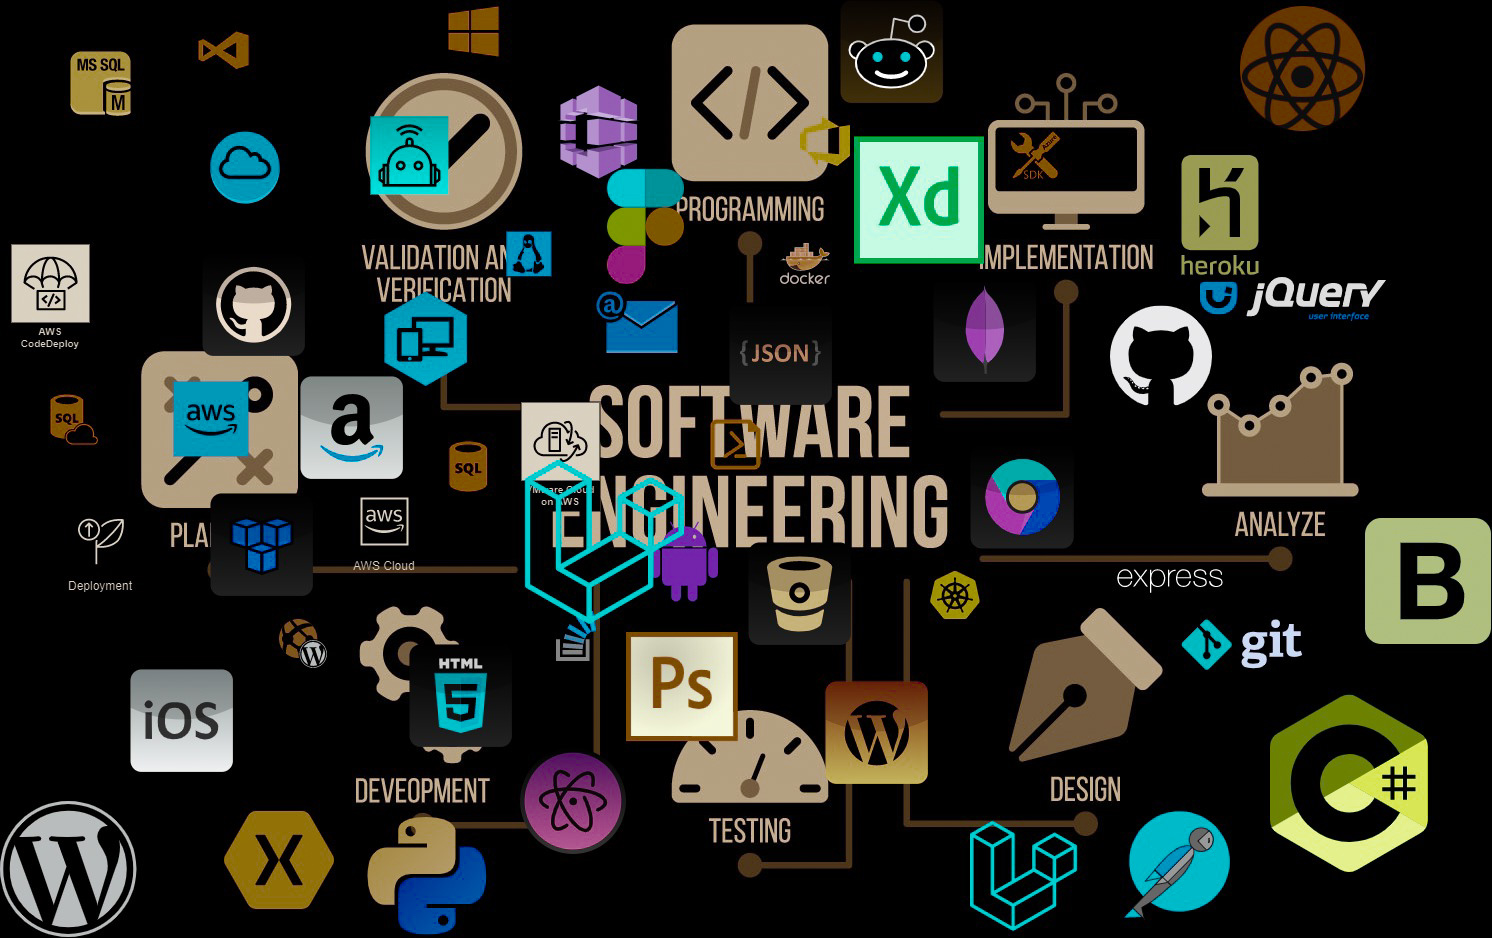 MS SQL
M
PROGRAMMING
Xd
SDK
heroku
VALIDATION AN
VERIFICATION
IMPLEMENTATION
docker
jQuery
user interface
AWS
CodeDeploy
@
{JSON}
aws
a
SQL
SQL
SOFTWARE
ENGINEERING
on AWS
aws
AWS Cloud
PLA
ANALYZE
Deployment
express
B
git
HTML
5
Ps
iOS
W
W
W
#
DEVEOPMENT
TESTING
DESIGN
X